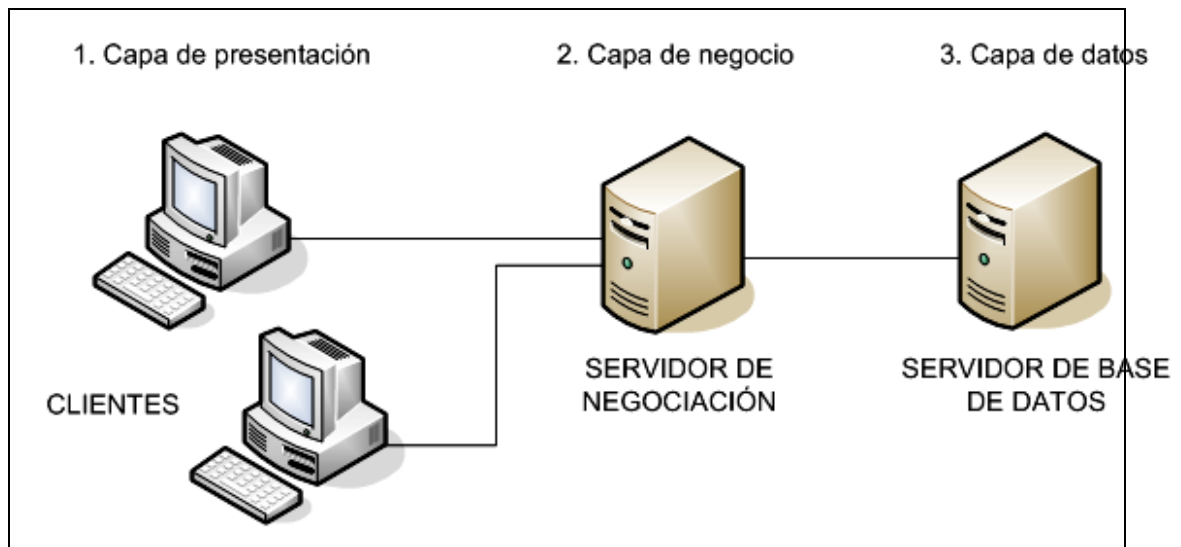 1. Capa de presentación
2. Capa de negocio
3. Capa de datos
CLIENTES
SERVIDOR DE
NEGOCIACIÓN
SERVIDOR DE BASE
DE DATOS